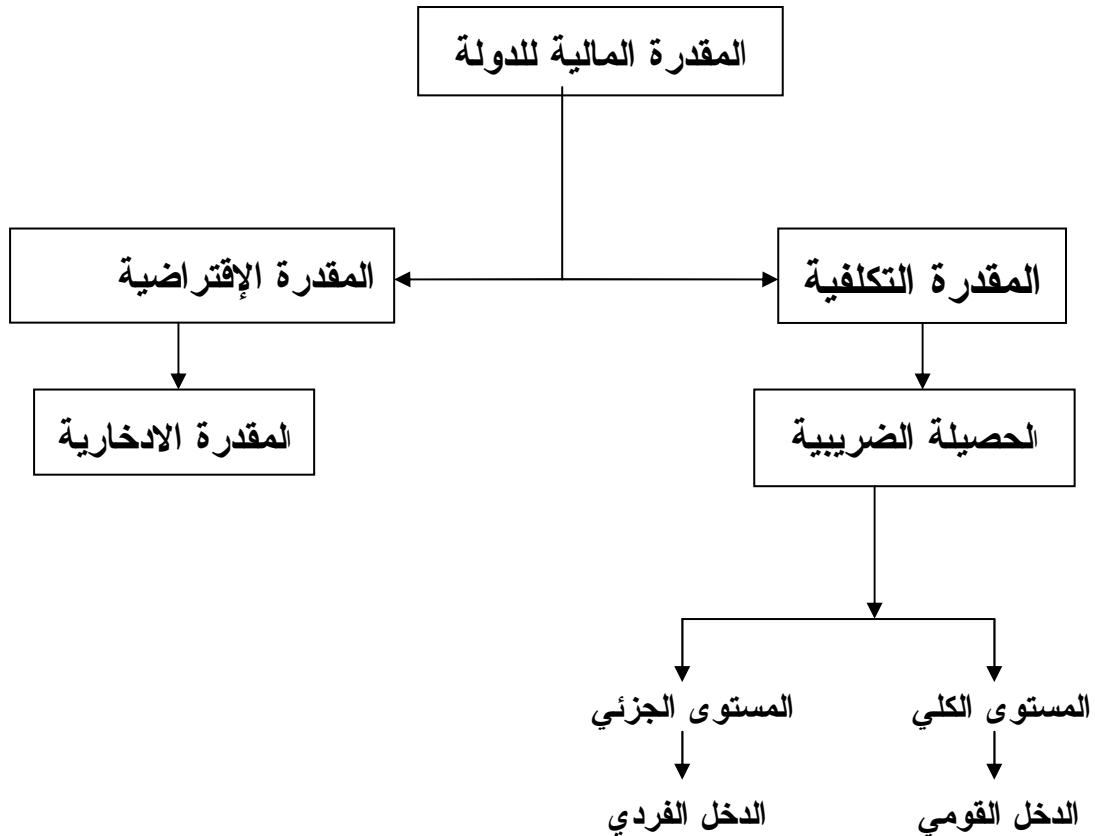 المقدرة المالية للدولة
المقدرة التكلفية
المقدرة الإقتراضية
الحصيلة الضريبية
المقدرة الادخارية
المستوى الكلي
المستوى الجزئي
الدخل القومي
الدخل الفردي